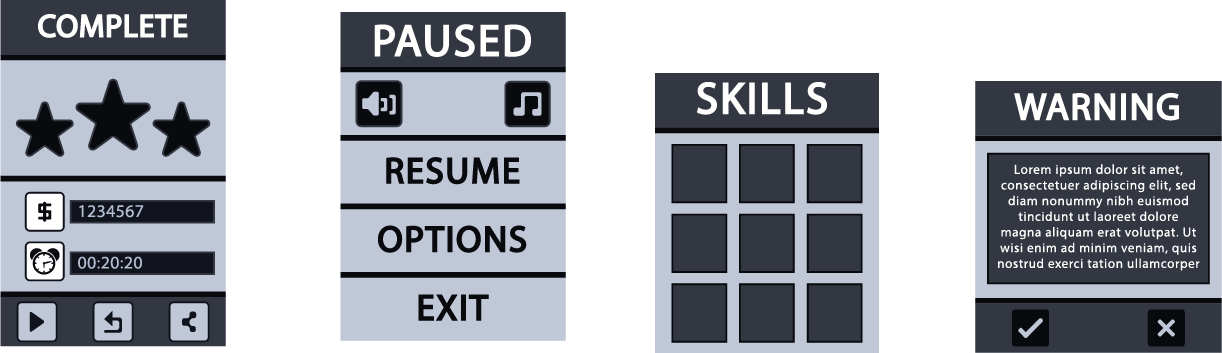 COMPLETE
$
1234567
00:20:20
PAUSED
RESUME
OPTIONS
EXIT
SKILLS
WARNING
Lorem ipsum dolor sit amet,
consectetuer adipiscing elit, sed
diam nonummy nibh euismod
tincidunt ut laoreet dolore
magna aliquam erat volutpat. Ut
wisi enim ad minim veniam, quis
nostrud exerci tation ullamcorper